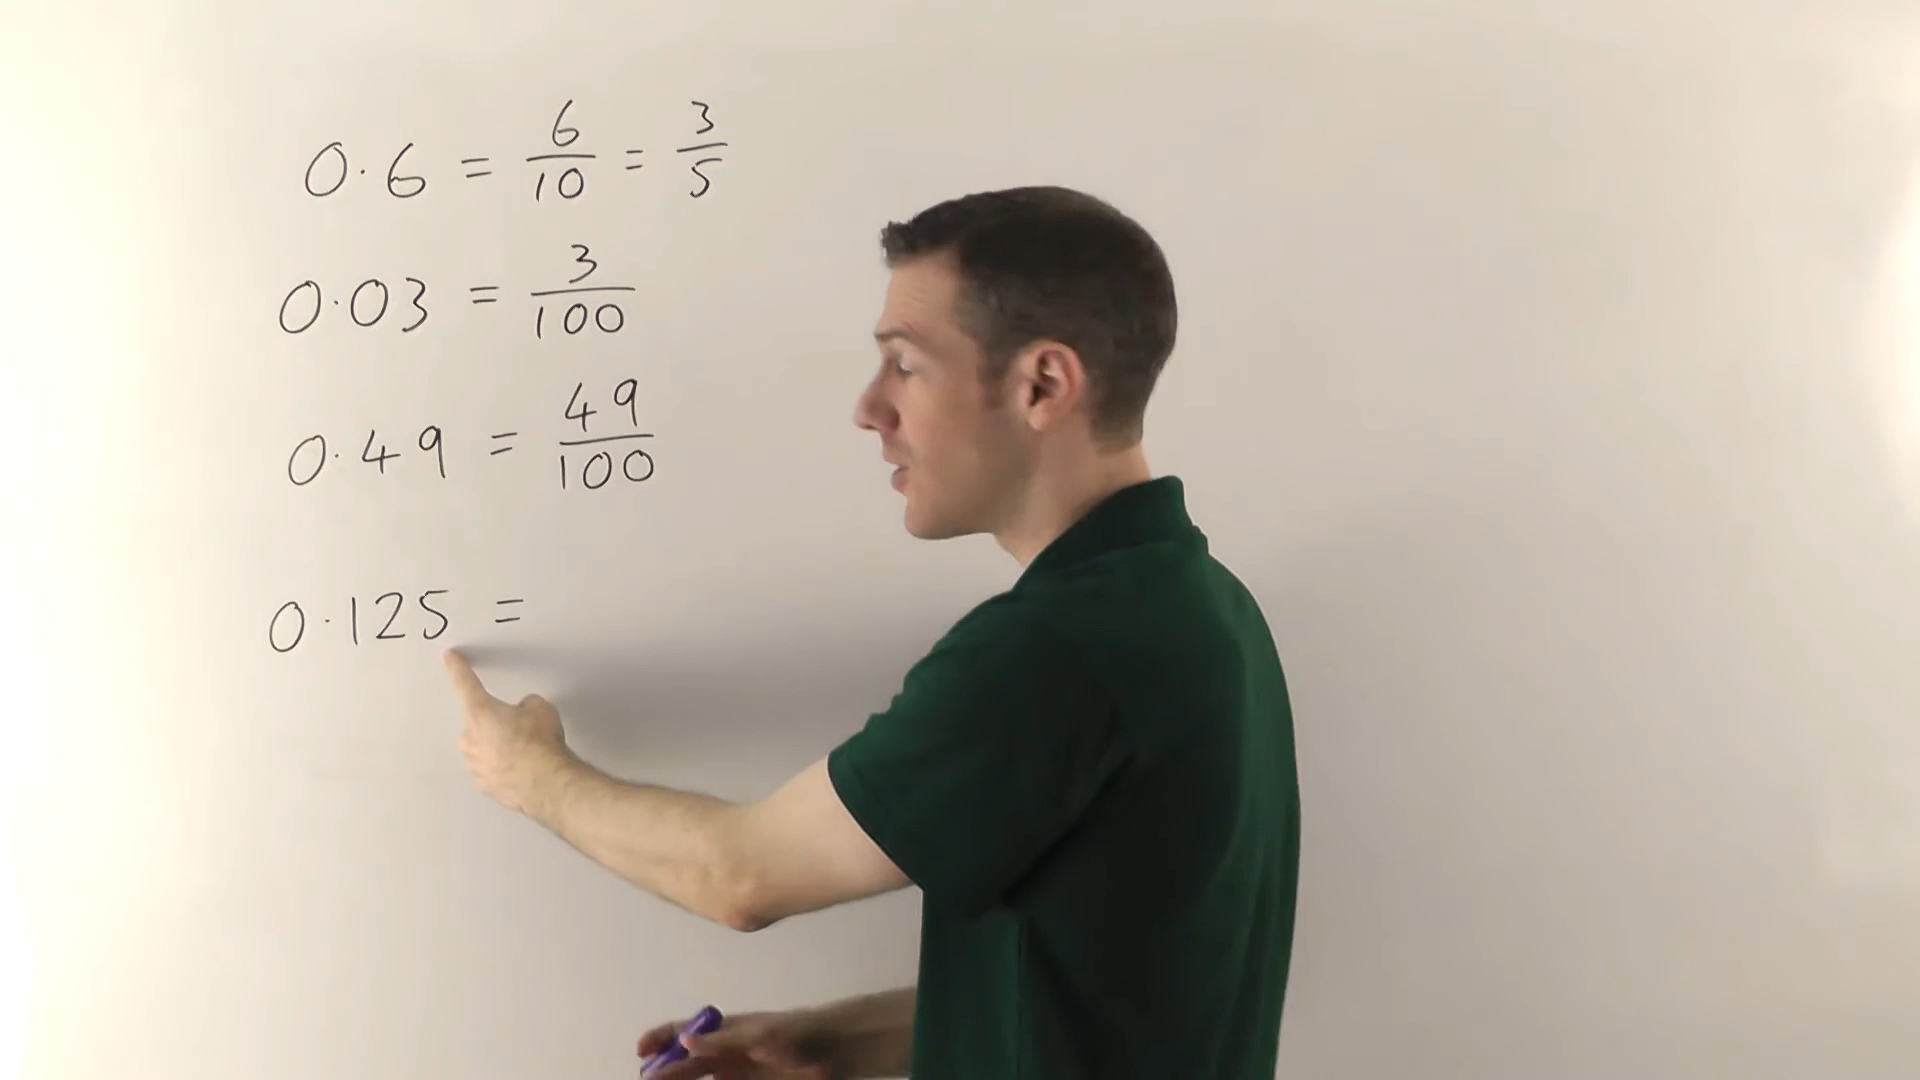 0·6 = 6/10 = 3/5
0·03 = 3/100
0·49 = 49/100
0·125 =